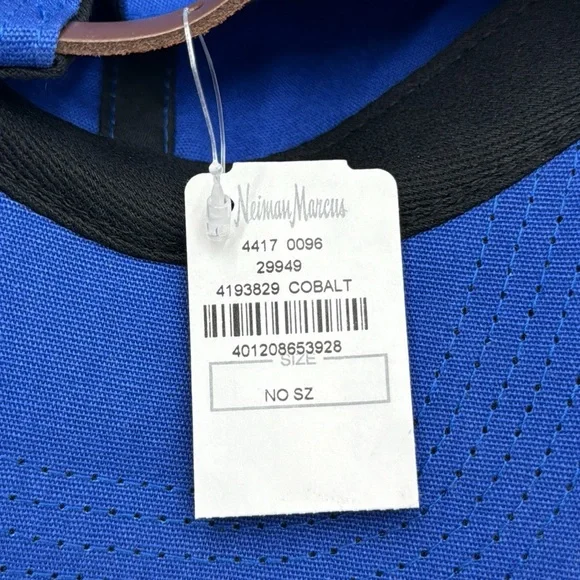 Neiman Marcus
4417 0096
29949
4193829 COBALT
401208653928
SIZE
NO SZ